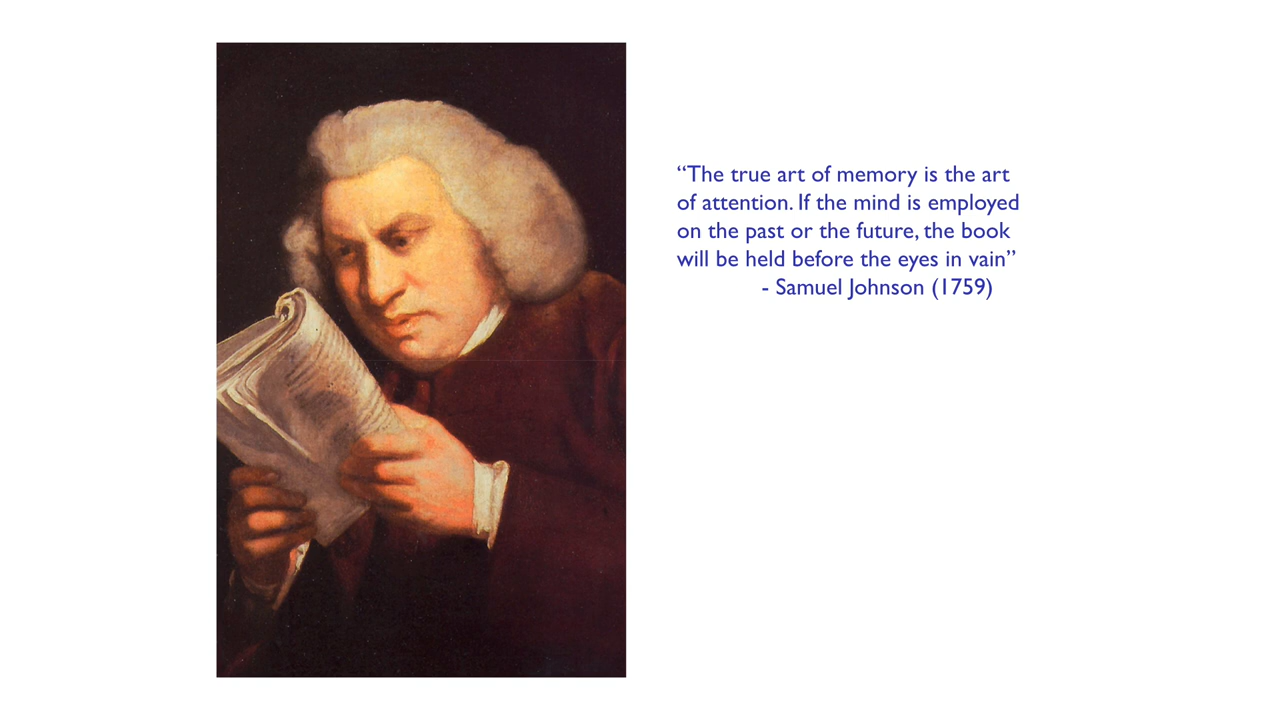 “The true art of memory is the art
of attention. If the mind is employed
on the past or the future, the book
will be held before the eyes in vain”
- Samuel Johnson (1759)